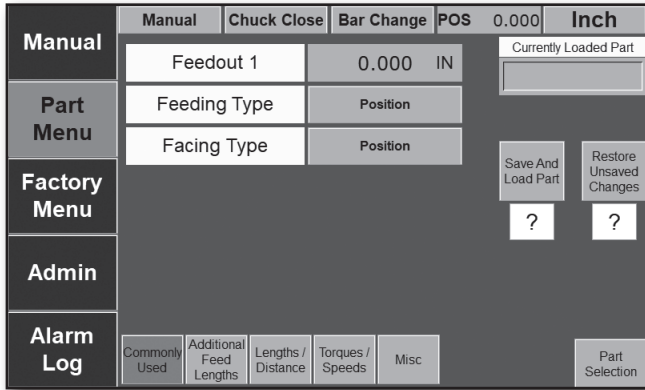 Manual Chuck Close Bar Change POS 0.000 Inch
Manual
Part
Menu
Factory
Menu
Admin
Alarm
Log
Feedout 1 0.000 IN
Feeding Type Position
Facing Type Position
Currently Loaded Part
Save And
Load Part
?
Restore
Unsaved
Changes
?
Commonly
Used
Additional
Feed
Lengths
Lengths /
Distance
Torques /
Speeds
Misc
Part
Selection